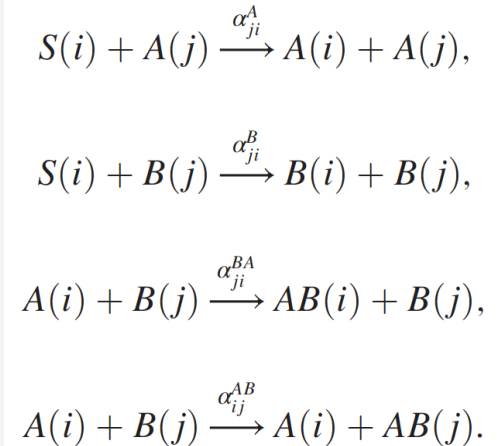 $S(i) + A(j) \xrightarrow{\alpha_{ji}^{A}} A(i) + A(j),$
$S(i) + B(j) \xrightarrow{\alpha_{ji}^{B}} B(i) + B(j),$
$A(i) + B(j) \xrightarrow{\alpha_{ji}^{BA}} AB(i) + B(j),$
$A(i) + B(j) \xrightarrow{\alpha_{ij}^{AB}} A(i) + AB(j).$